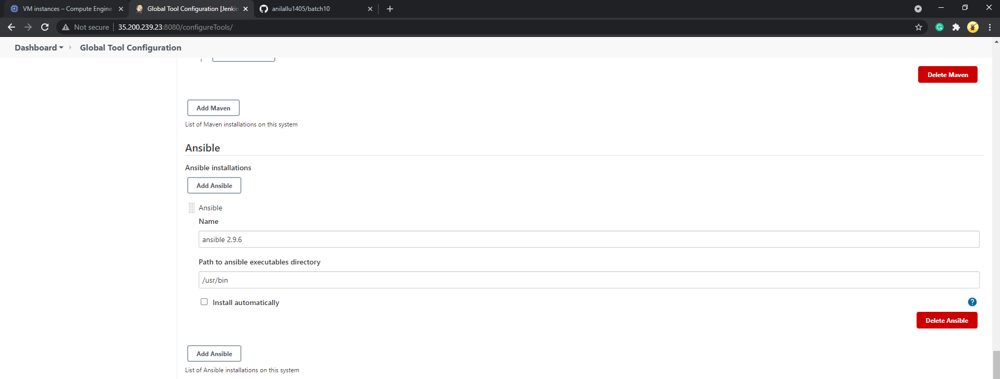 VM instances – Compute Engine
Global Tool Configuration [Jenkin
anilallu1405/batch10
Not secure
35.200.239.23:8080/configureTools/
Dashboard
Global Tool Configuration
Delete Maven
Add Maven
List of Maven installations on this system
Ansible
Ansible installations
Add Ansible
Ansible
Name
ansible 2.9.6
Path to ansible executables directory
/usr/bin
Install automatically
?
Delete Ansible
Add Ansible
List of Ansible installations on this system